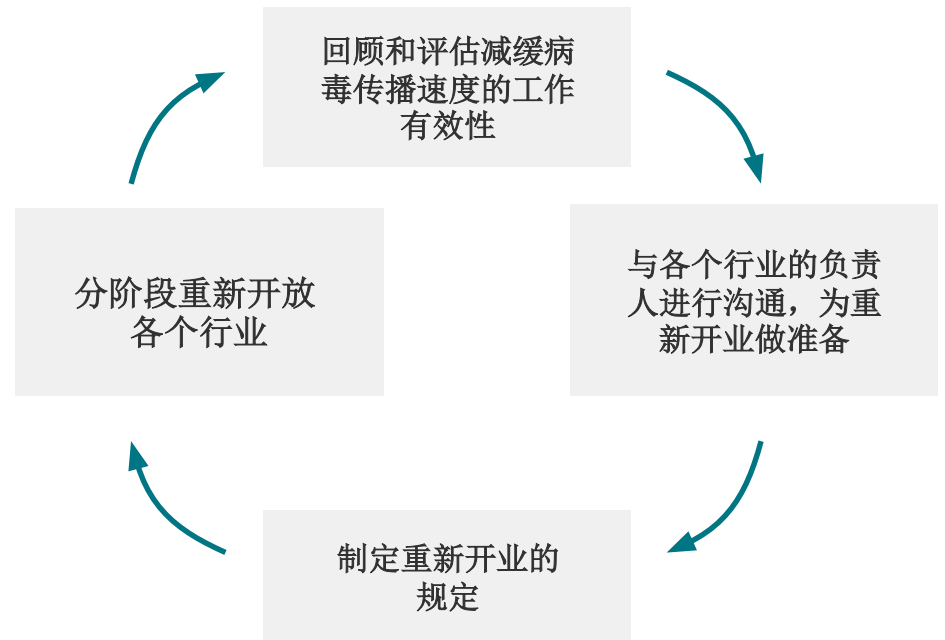 回顾和评估减缓病
毒传播速度的工作
有效性
与各个行业的负责
人进行沟通，为重
新开业做准备
制定重新开业的
规定
分阶段重新开放
各个行业